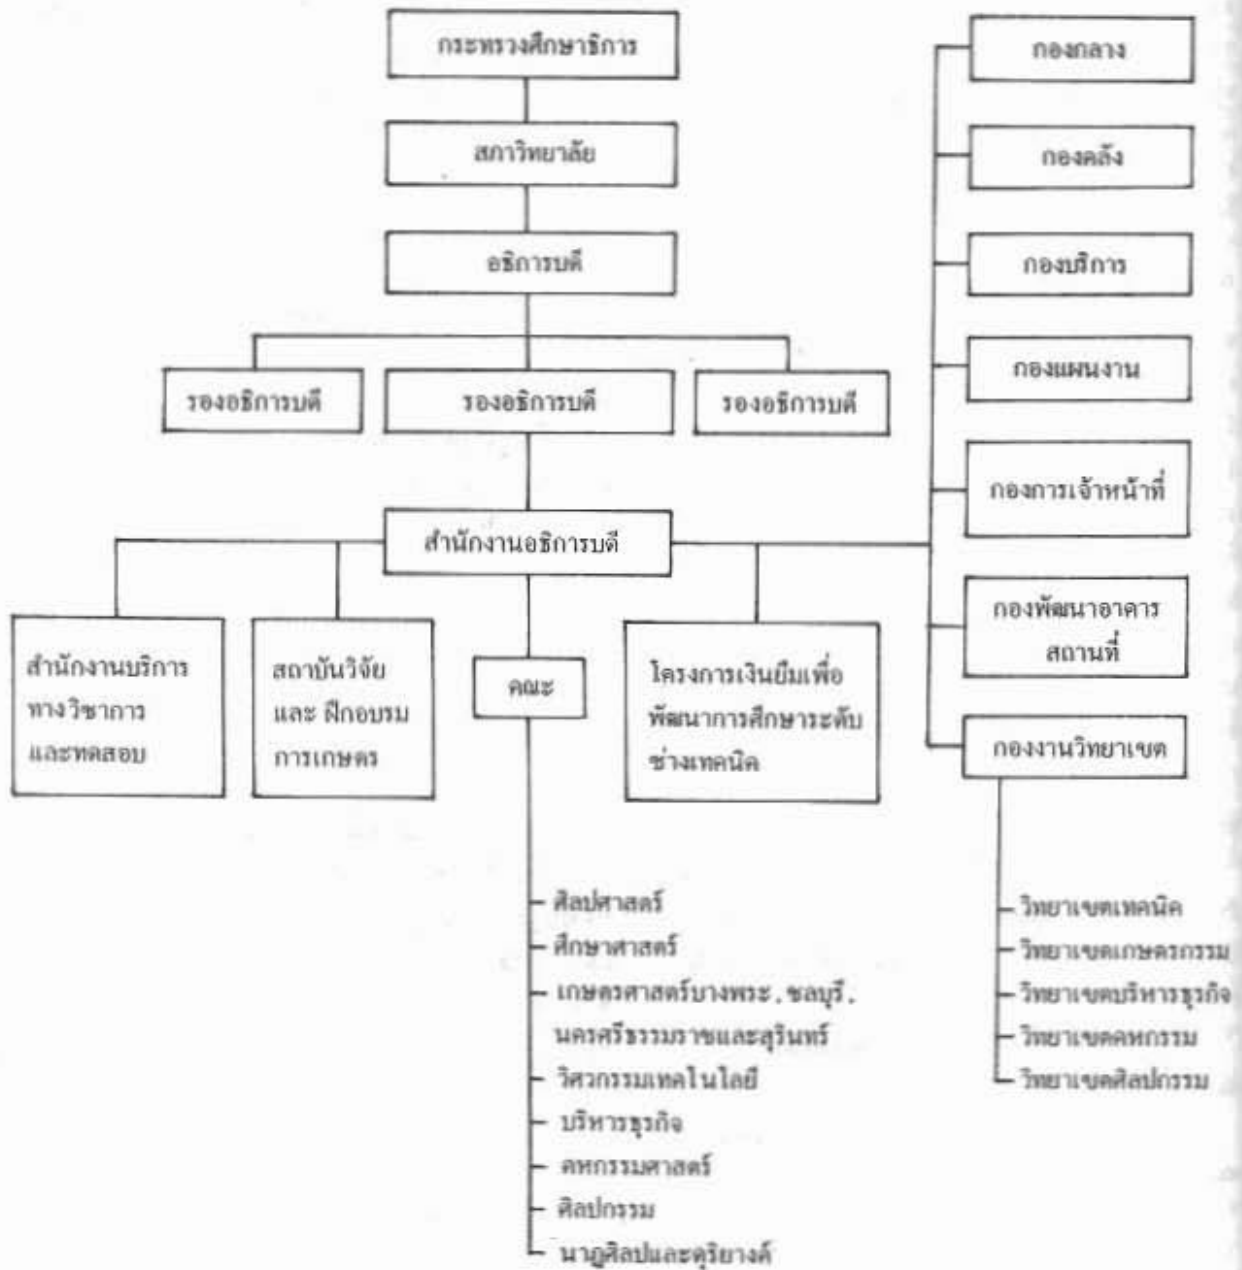 กระทรวงศึกษาธิการ
สภาวิทยาลัย
อธิการบดี
รองอธิการบดี
รองอธิการบดี
รองอธิการบดี
สำนักงานอธิการบดี
สำนักงานบริการ
ทางวิชาการ
และทดสอบ
สถาบันวิจัย
และ ฝึกอบรม
การเกษตร
คณะ
โครงการเงินยืมเพื่อ
พัฒนาการศึกษาระดับ
ช่างเทคนิค
ศิลปศาสตร์
ศึกษาศาสตร์
เกษตรศาสตร์บางพระ.ชลบุรี.
นครศรีธรรมราชและสุรินทร์
วิศวกรรมเทคโนโลยี
บริหารธุรกิจ
คหกรรมศาสตร์
ศิลปกรรม
นาฏศิลปและดุริยางค์
กองกลาง
กองคลัง
กองบริการ
กองแผนงาน
กองการเจ้าหน้าที่
กองพัฒนาอาคาร
สถานที่
กองงานวิทยาเขต
วิทยาเขตเทคนิค
วิทยาเขตเกษตรกรรม
วิทยาเขตบริหารธุรกิจ
วิทยาเขตคหกรรม
วิทยาเขตศิลปกรรม